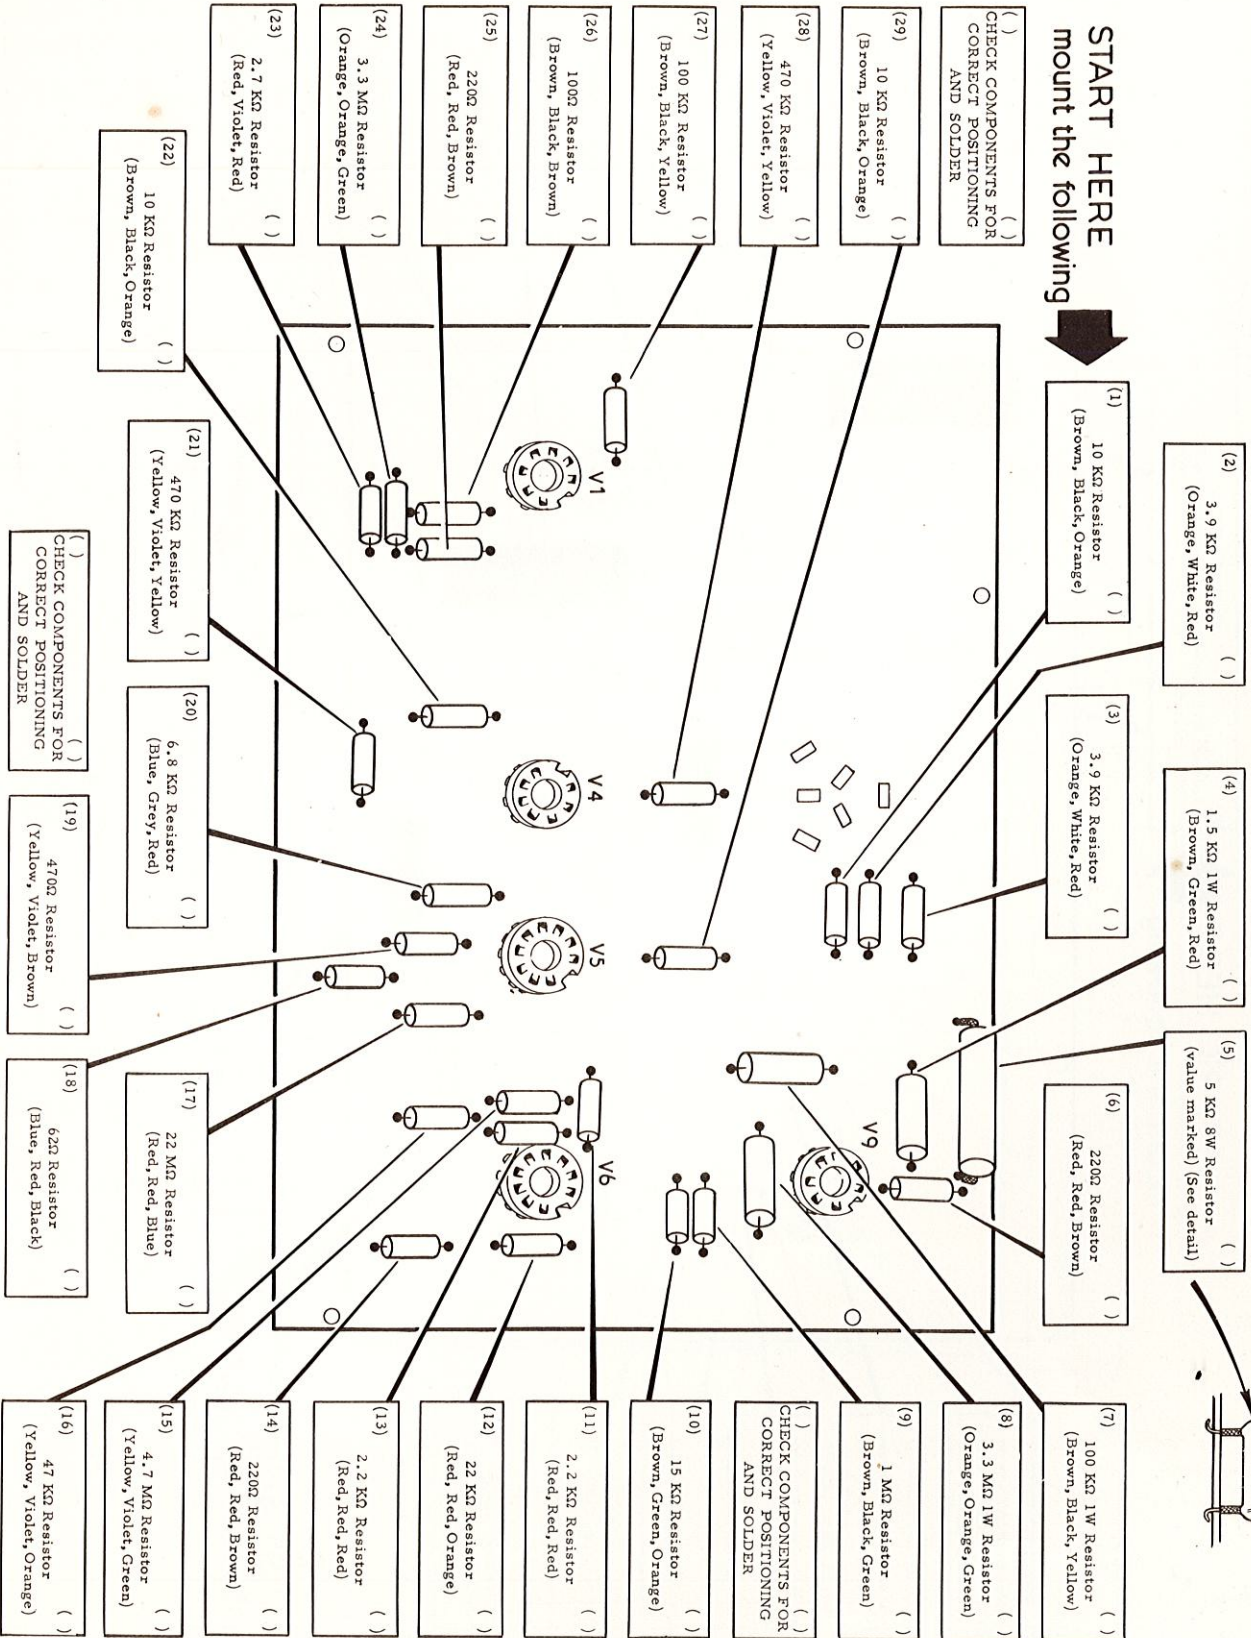 START HERE
mount the following
(1)
10 KΩ Resistor ( )
(Brown, Black, Orange)
(2)
3.9 KΩ Resistor ( )
(Orange, White, Red)
(3)
3.9 KΩ Resistor ( )
(Orange, White, Red)
(4)
1.5 KΩ 1W Resistor ( )
(Brown, Green, Red)
(5)
5 KΩ 8W Resistor ( )
(value marked) (See detail)
(6)
220Ω Resistor ( )
(Red, Red, Brown)
(7)
100 KΩ 1W Resistor ( )
(Brown, Black, Yellow)
(8)
3.3 MΩ 1W Resistor ( )
(Orange, Orange, Green)
(9)
1 MΩ Resistor ( )
(Brown, Black, Green)
( ) ( )
CHECK COMPONENTS FOR
CORRECT POSITIONING
AND SOLDER
(10)
15 KΩ Resistor ( )
(Brown, Green, Orange)
(11)
2.2 KΩ Resistor ( )
(Red, Red, Red)
(12)
22 KΩ Resistor ( )
(Red, Red, Orange)
(13)
2.2 KΩ Resistor ( )
(Red, Red, Red)
(14)
220Ω Resistor ( )
(Red, Red, Brown)
(15)
4.7 MΩ Resistor ( )
(Yellow, Violet, Green)
(16)
47 KΩ Resistor ( )
(Yellow, Violet, Orange)
(17)
22 MΩ Resistor ( )
(Red, Red, Blue)
(18)
62Ω Resistor ( )
(Blue, Red, Black)
(19)
470Ω Resistor ( )
(Yellow, Violet, Brown)
( ) ( )
CHECK COMPONENTS FOR
CORRECT POSITIONING
AND SOLDER
(20)
6.8 KΩ Resistor ( )
(Blue, Grey, Red)
(21)
470 KΩ Resistor ( )
(Yellow, Violet, Yellow)
(22)
10 KΩ Resistor ( )
(Brown, Black, Orange)
(23)
2.7 KΩ Resistor ( )
(Red, Violet, Red)
(24)
3.3 MΩ Resistor ( )
(Orange, Orange, Green)
(25)
220Ω Resistor ( )
(Red, Red, Brown)
(26)
100Ω Resistor ( )
(Brown, Black, Brown)
(27)
100 KΩ Resistor ( )
(Brown, Black, Yellow)
(28)
470 KΩ Resistor ( )
(Yellow, Violet, Yellow)
(29)
10 KΩ Resistor ( )
(Brown, Black, Orange)
( ) ( )
CHECK COMPONENTS FOR
CORRECT POSITIONING
AND SOLDER
V1
V4
V5
V6
V9